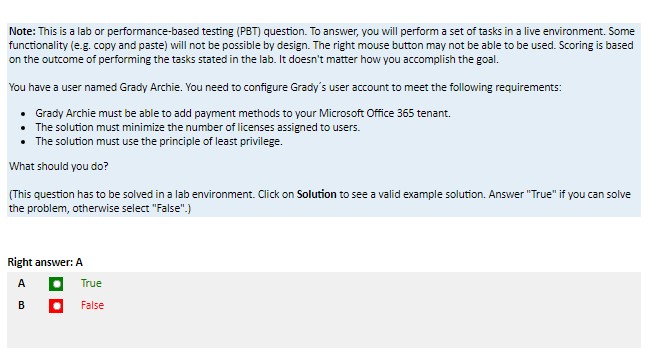 Note: This is a lab or performance-based testing (PBT) question. To answer, you will perform a set of tasks in a live environment. Some
functionality (e.g. copy and paste) will not be possible by design. The right mouse button may not be able to be used. Scoring is based
on the outcome of performing the tasks stated in the lab. It doesn't matter how you accomplish the goal.
You have a user named Grady Archie. You need to configure Grady´s user account to meet the following requirements:
• Grady Archie must be able to add payment methods to your Microsoft Office 365 tenant.
• The solution must minimize the number of licenses assigned to users.
• The solution must use the principle of least privilege.
What should you do?
(This question has to be solved in a lab environment. Click on Solution to see a valid example solution. Answer "True" if you can solve
the problem, otherwise select "False".)
Right answer: A
A True
B False